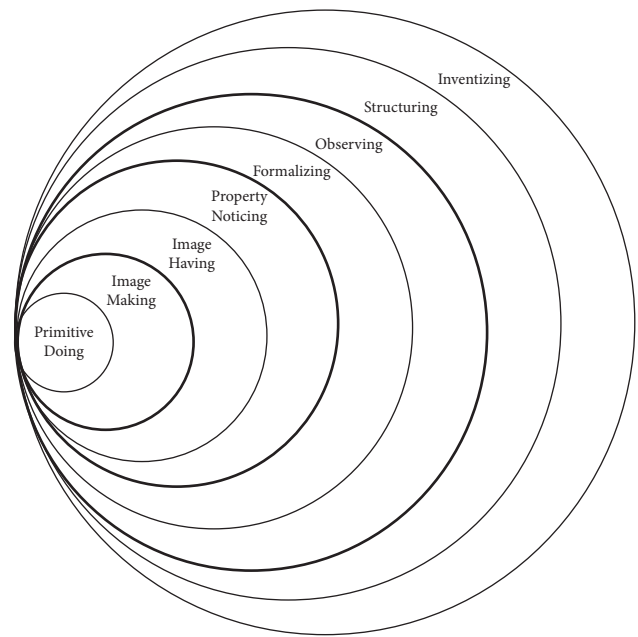 Inventizing
Structuring
Observing
Formalizing
Property
Noticing
Image
Having
Image
Making
Primitive
Doing